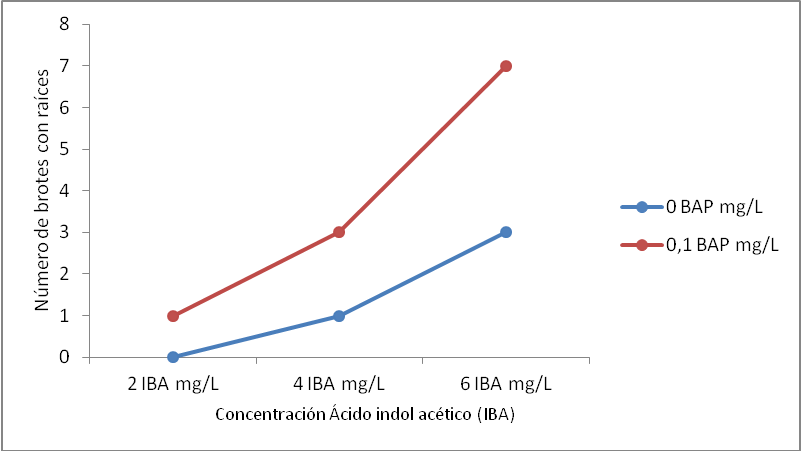 8
7
6
5
4
3
2
1
0
Número de brotes con raíces
2 IBA mg/L
4 IBA mg/L
6 IBA mg/L
Concentración Ácido indol acético (IBA)
0 BAP mg/L
0,1 BAP mg/L